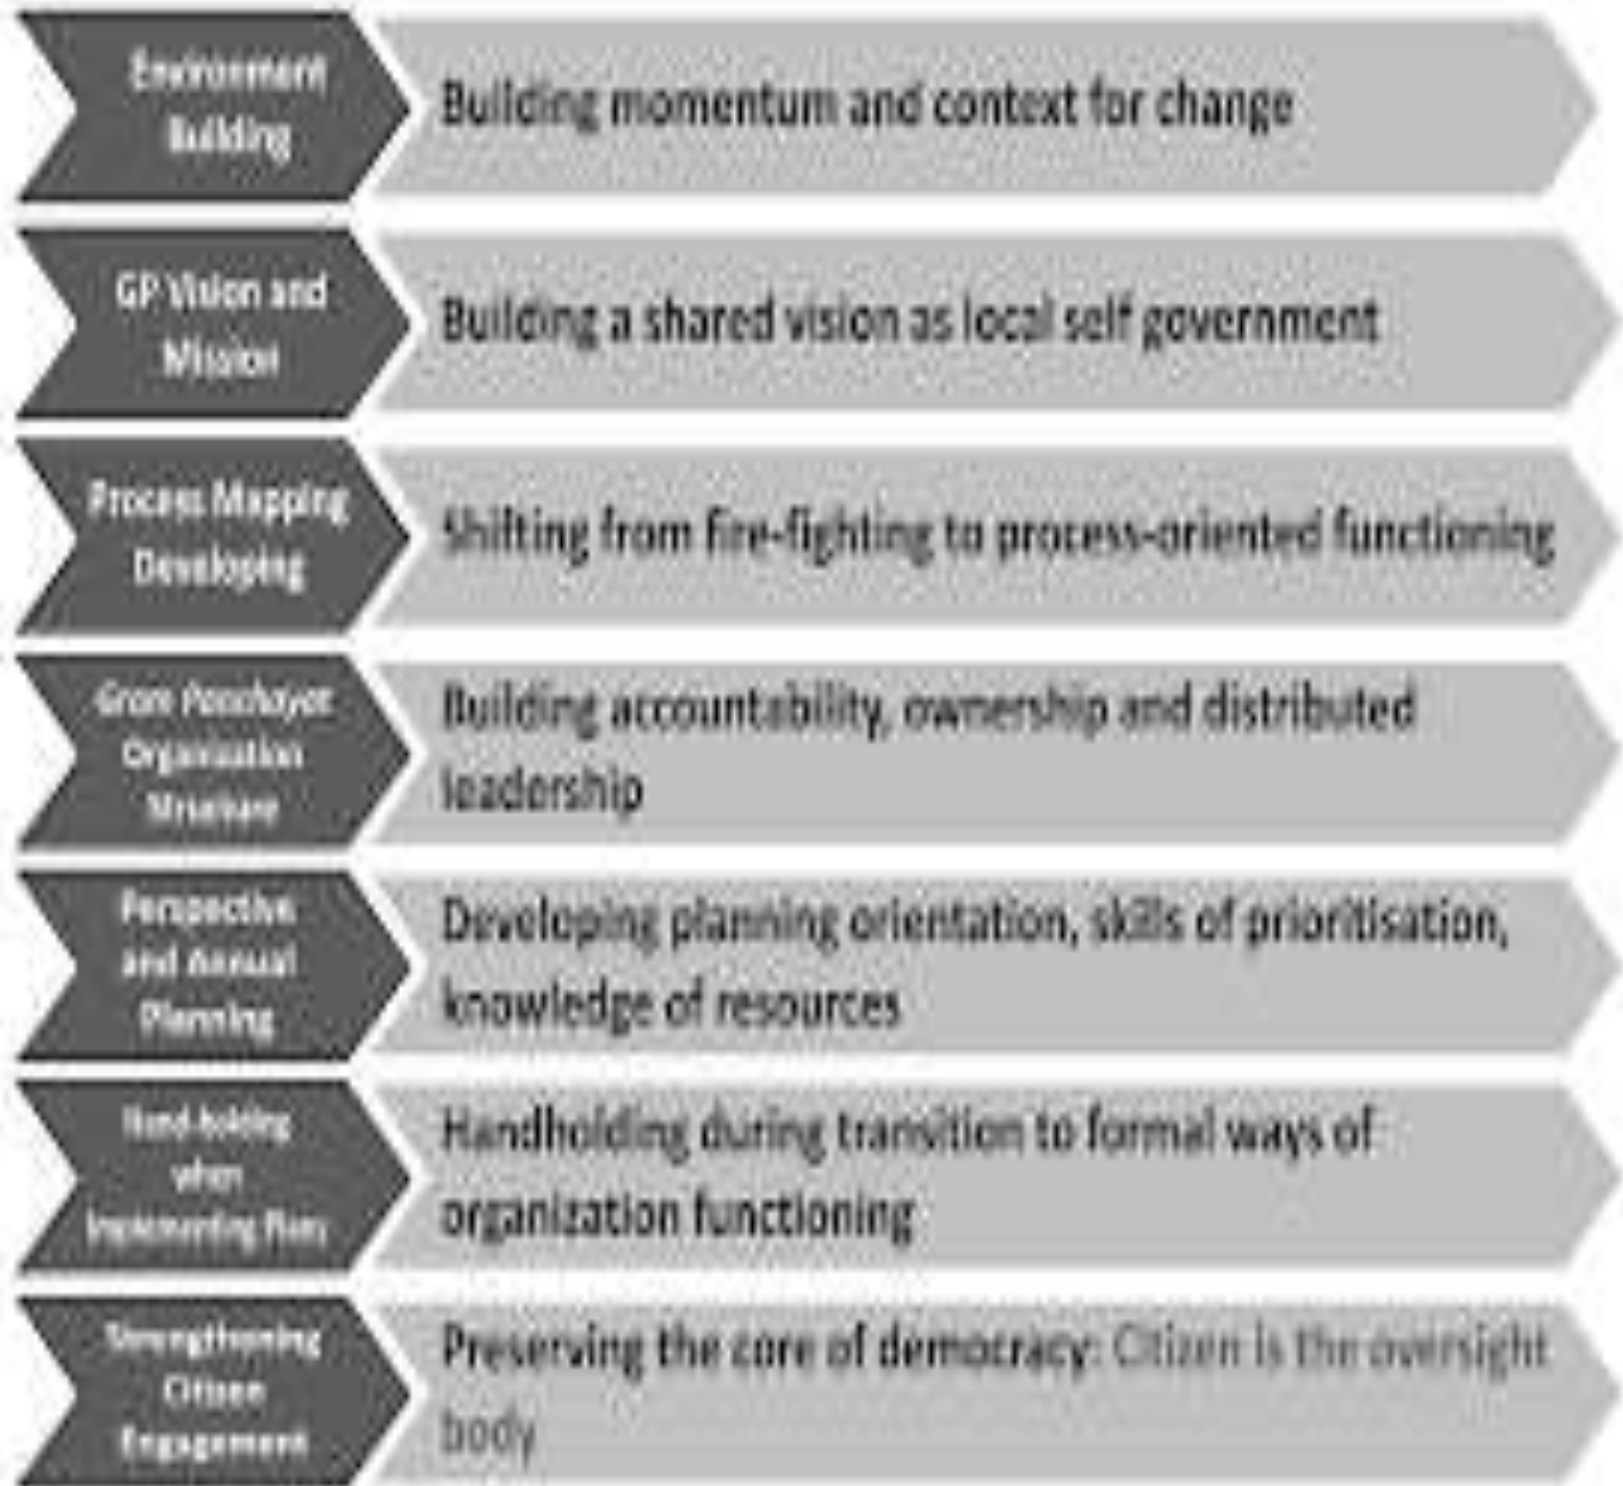 Environment
Building
Building momentum and context for change
GP Vision and
Mission
Building a shared vision as local self government
Process Mapping
Developing
Shifting from fire-fighting to process-oriented functioning
Gram Panchayat
Organisation
Structure
Building accountability, ownership and distributed
leadership
Perspective
and Annual
Planning
Developing planning orientation, skills of prioritisation,
knowledge of resources
Hand-holding
when
Implementing Plans
Handholding during transition to formal ways of
organization functioning
Strengthening
Citizen
Engagement
Preserving the core of democracy: Citizen is the oversight
body